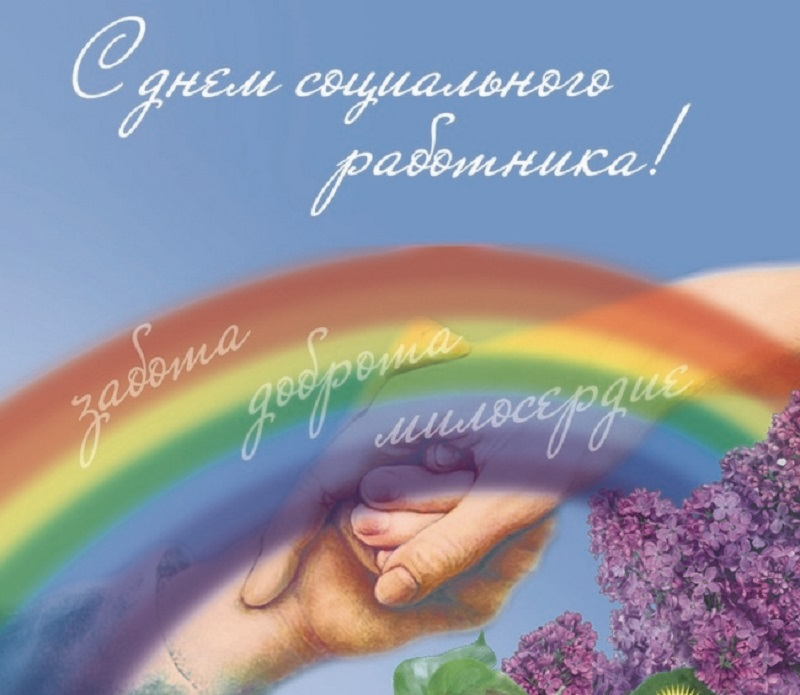 С днем социального
работника!
забота
доброта
милосердие